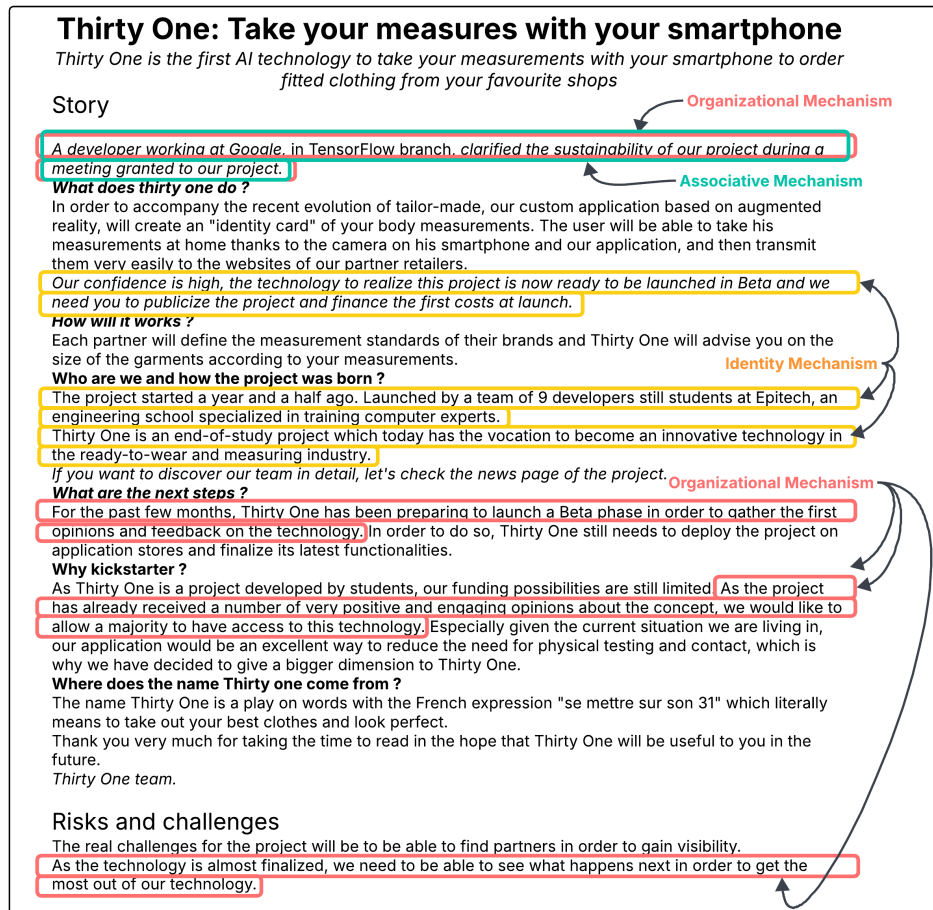 Thirty One: Take your measures with your smartphone
Thirty One is the first AI technology to take your measurements with your smartphone to order
fitted clothing from your favourite shops
Story
Organizational Mechanism
A developer working at Google, in TensorFlow branch, clarified the sustainability of our project during a
meeting granted to our project.
Associative Mechanism
What does thirty one do ?
In order to accompany the recent evolution of tailor-made, our custom application based on augmented
reality, will create an "identity card" of your body measurements. The user will be able to take his
measurements at home thanks to the camera on his smartphone and our application, and then transmit
them very easily to the websites of our partner retailers.
Our confidence is high, the technology to realize this project is now ready to be launched in Beta and we
need you to publicize the project and finance the first costs at launch.
How will it works ?
Each partner will define the measurement standards of their brands and Thirty One will advise you on the
size of the garments according to your measurements.
Identity Mechanism
Who are we and how the project was born ?
The project started a year and a half ago. Launched by a team of 9 developers still students at Epitech, an
engineering school specialized in training computer experts.
Thirty One is an end-of-study project which today has the vocation to become an innovative technology in
the ready-to-wear and measuring industry.
If you want to discover our team in detail, let's check the news page of the project.
Organizational Mechanism
What are the next steps ?
For the past few months, Thirty One has been preparing to launch a Beta phase in order to gather the first
opinions and feedback on the technology. In order to do so, Thirty One still needs to deploy the project on
application stores and finalize its latest functionalities.
Why kickstarter ?
As Thirty One is a project developed by students, our funding possibilities are still limited. As the project
has already received a number of very positive and engaging opinions about the concept, we would like to
allow a majority to have access to this technology. Especially given the current situation we are living in,
our application would be an excellent way to reduce the need for physical testing and contact, which is
why we have decided to give a bigger dimension to Thirty One.
Where does the name Thirty one come from ?
The name Thirty One is a play on words with the French expression "se mettre sur son 31" which literally
means to take out your best clothes and look perfect.
Thank you very much for taking the time to read in the hope that Thirty One will be useful to you in the
future.
Thirty One team.
Risks and challenges
The real challenges for the project will be to be able to find partners in order to gain visibility.
As the technology is almost finalized, we need to be able to see what happens next in order to get the
most out of our technology.